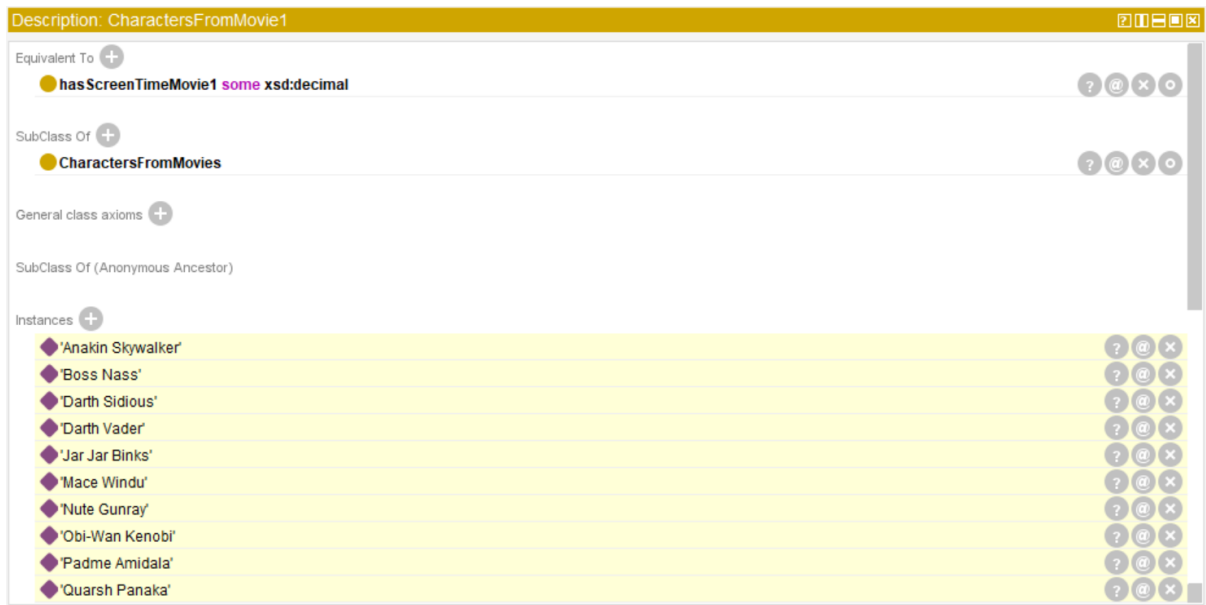 Description: CharactersFromMovie1
Equivalent To
hasScreenTimeMovie1 some xsd:decimal
SubClass Of
CharactersFromMovies
General class axioms
SubClass Of (Anonymous Ancestor)
Instances
'Anakin Skywalker'
'Boss Nass'
'Darth Sidious'
'Darth Vader'
'Jar Jar Binks'
'Mace Windu'
'Nute Gunray'
'Obi-Wan Kenobi'
'Padme Amidala'
'Quarsh Panaka'